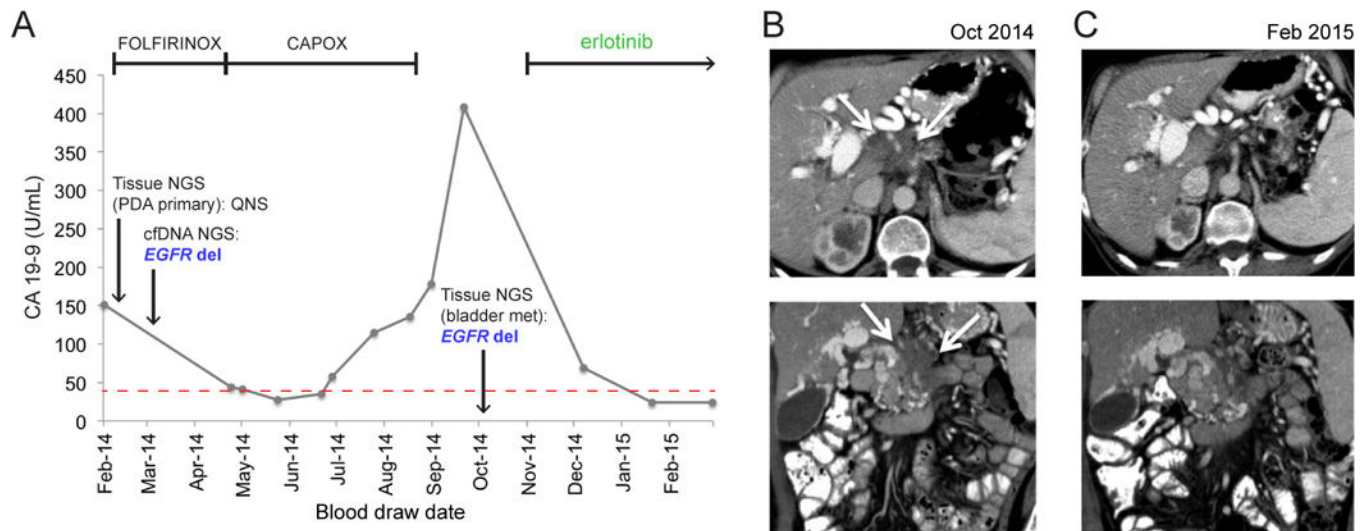 A
FOLFIRINOX
CAPOX
erlotinib
CA 19-9 (U/mL)
450
400
350
300
250
200
150
100
50
0
Tissue NGS
(PDA primary): QNS
cfDNA NGS:
EGFR del
Tissue NGS
(bladder met):
EGFR del
Feb-14
Mar-14
Apr-14
May-14
Jun-14
Jul-14
Aug-14
Sep-14
Oct-14
Nov-14
Dec-14
Jan-15
Feb-15
Blood draw date
B
Oct 2014
C
Feb 2015